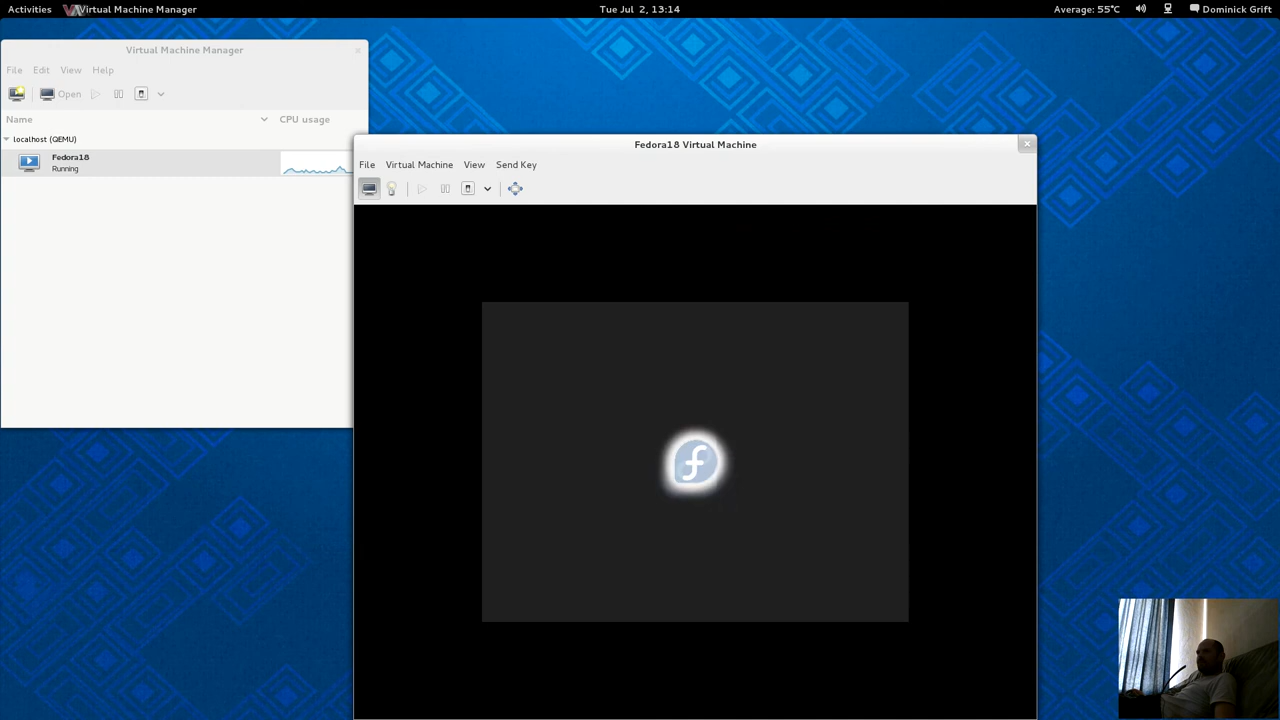 Activities Virtual Machine Manager Tue Jul 2, 13:14 Average: 55°C Dominick Grift
Virtual Machine Manager
File Edit View Help
Open
Name CPU usage
localhost (QEMU)
Fedora18
Running
Fedora18 Virtual Machine
File Virtual Machine View Send Key